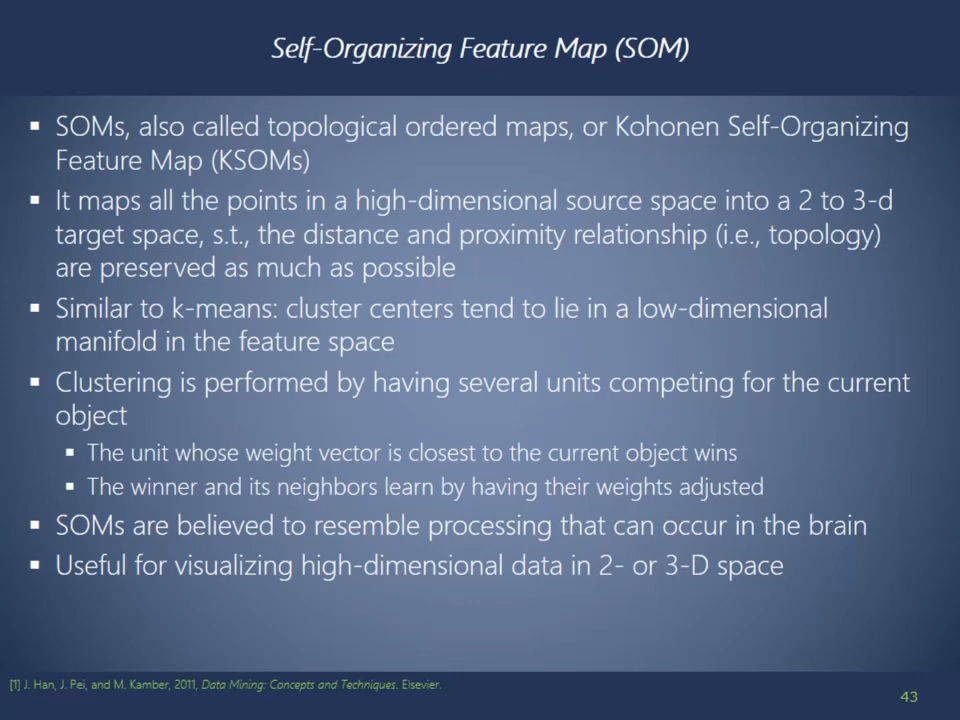 Self-Organizing Feature Map (SOM)
▪ SOMs, also called topological ordered maps, or Kohonen Self-Organizing
Feature Map (KSOMs)
▪ It maps all the points in a high-dimensional source space into a 2 to 3-d
target space, s.t., the distance and proximity relationship (i.e., topology)
are preserved as much as possible
▪ Similar to k-means: cluster centers tend to lie in a low-dimensional
manifold in the feature space
▪ Clustering is performed by having several units competing for the current
object
▪ The unit whose weight vector is closest to the current object wins
▪ The winner and its neighbors learn by having their weights adjusted
▪ SOMs are believed to resemble processing that can occur in the brain
▪ Useful for visualizing high-dimensional data in 2- or 3-D space
[1] J. Han, J. Pei, and M. Kamber, 2011, Data Mining: Concepts and Techniques. Elsevier.
43